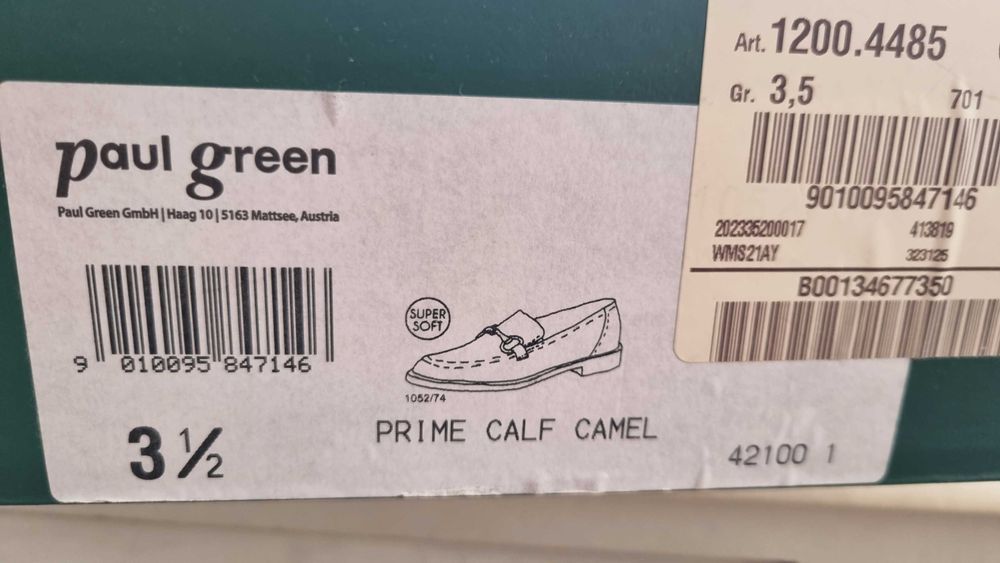 paul green
Paul Green GmbH | Haag 10 | 5163 Mattsee, Austria
9 010095 847146
3 ½
SUPER
SOFT
1052/74
PRIME CALF CAMEL
42100 1
Art. 1200.4485
Gr. 3,5 701
9010095847146
202335200017 413819
WMS21AY 323125
B00134677350